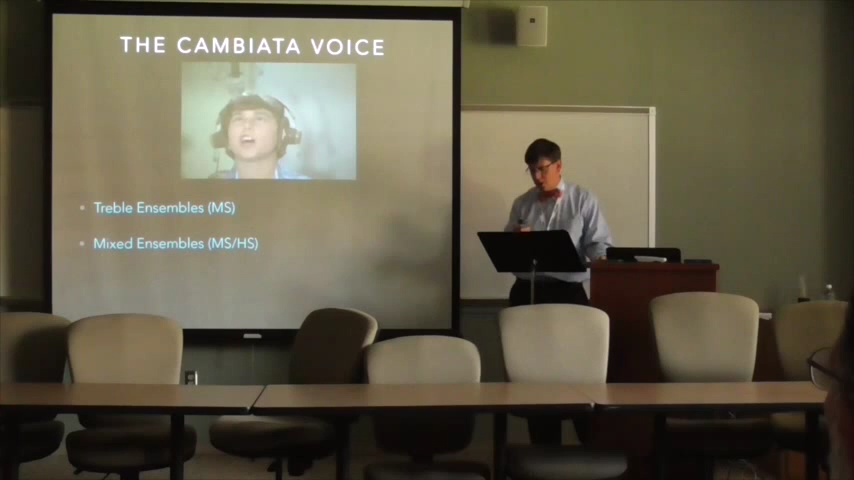 THE CAMBIATA VOICE
Treble Ensembles (MS)
Mixed Ensembles (MS/HS)